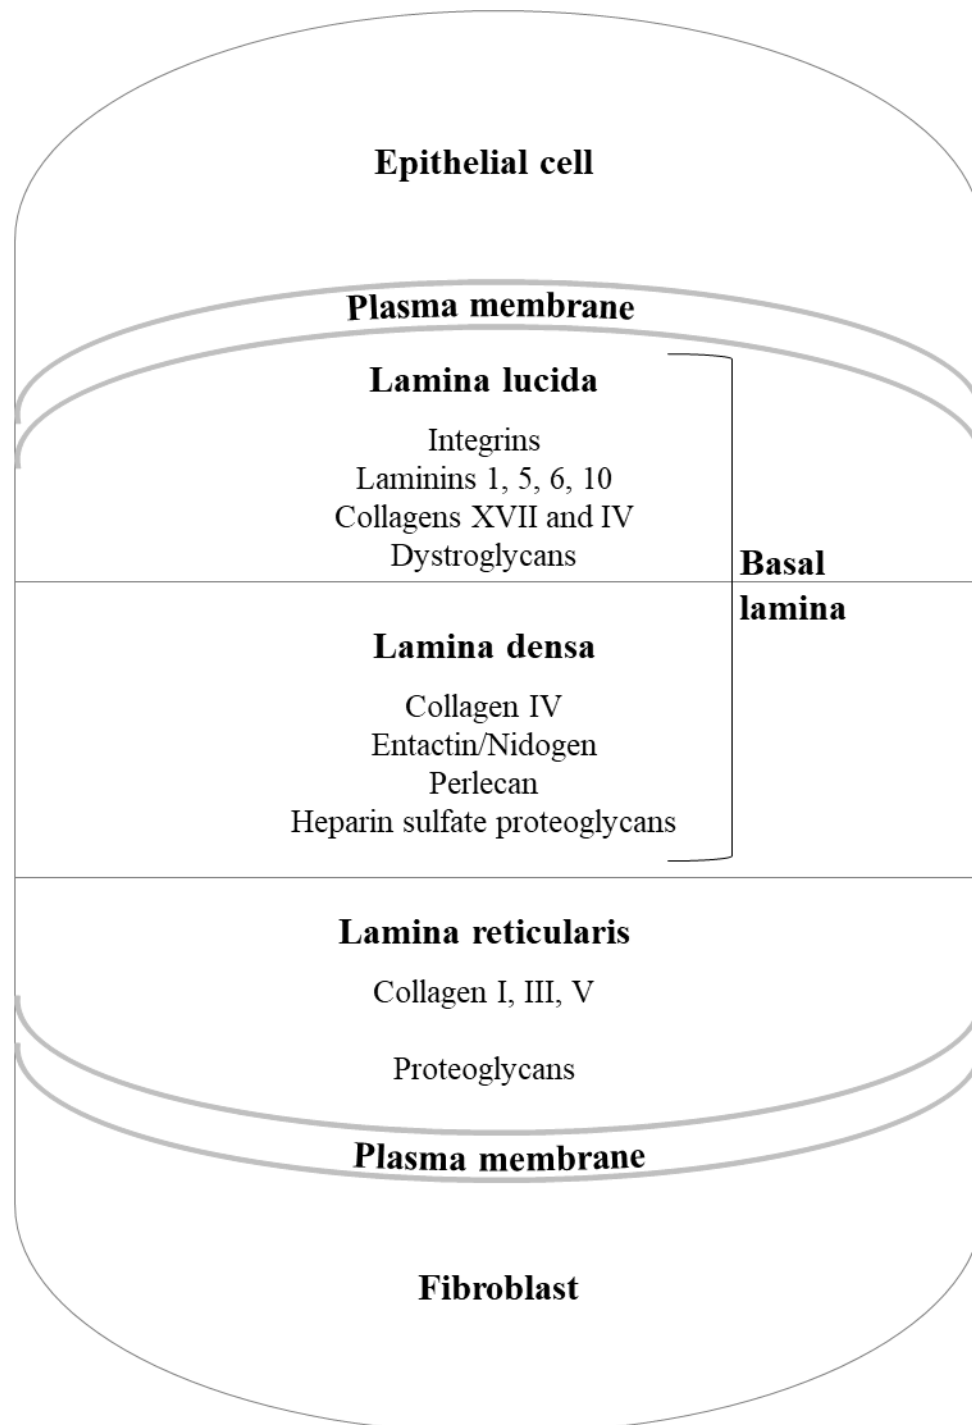 Epithelial cell
Plasma membrane
Lamina lucida
Integrins
Laminins 1, 5, 6, 10
Collagens XVII and IV
Dystroglycans
Basal
lamina
Lamina densa
Collagen IV
Entactin/Nidogen
Perlecan
Heparin sulfate proteoglycans
Lamina reticularis
Collagen I, III, V
Proteoglycans
Plasma membrane
Fibroblast